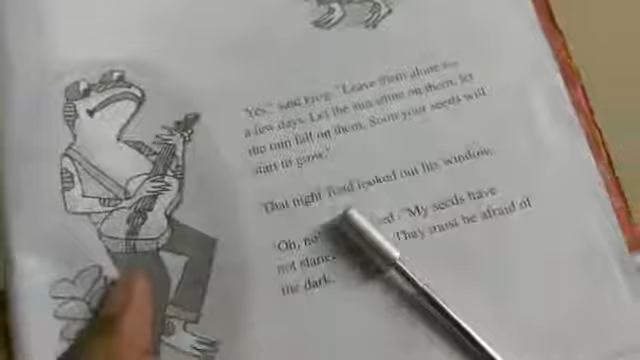 Yes," said Frog. "Leave them alone for
a few days. Let the sun shine on them, let
the rain fall on them. Soon your seeds will
start to grow."
That night Toad looked out his window.
"Oh, no "My seeds have
not They must be afraid of
the dark.